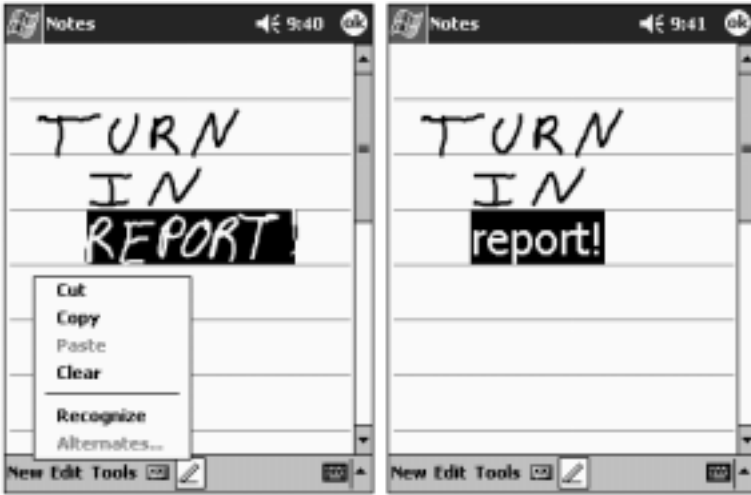 Notes 9:40 ok
TURN
IN
REPORT!
Cut
Copy
Paste
Clear
Recognize
Alternates...
New Edit Tools
Notes 9:41 ok
TURN
IN
report!
New Edit Tools